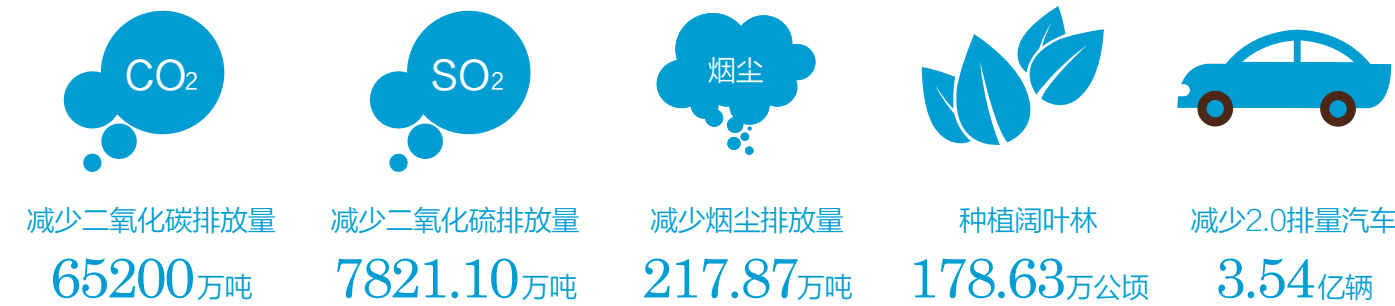 CO2
SO2
烟尘
减少二氧化碳排放量
65200万吨
减少二氧化硫排放量
7821.10万吨
减少烟尘排放量
217.87万吨
种植阔叶林
178.63万公顷
减少2.0排量汽车
3.54亿辆